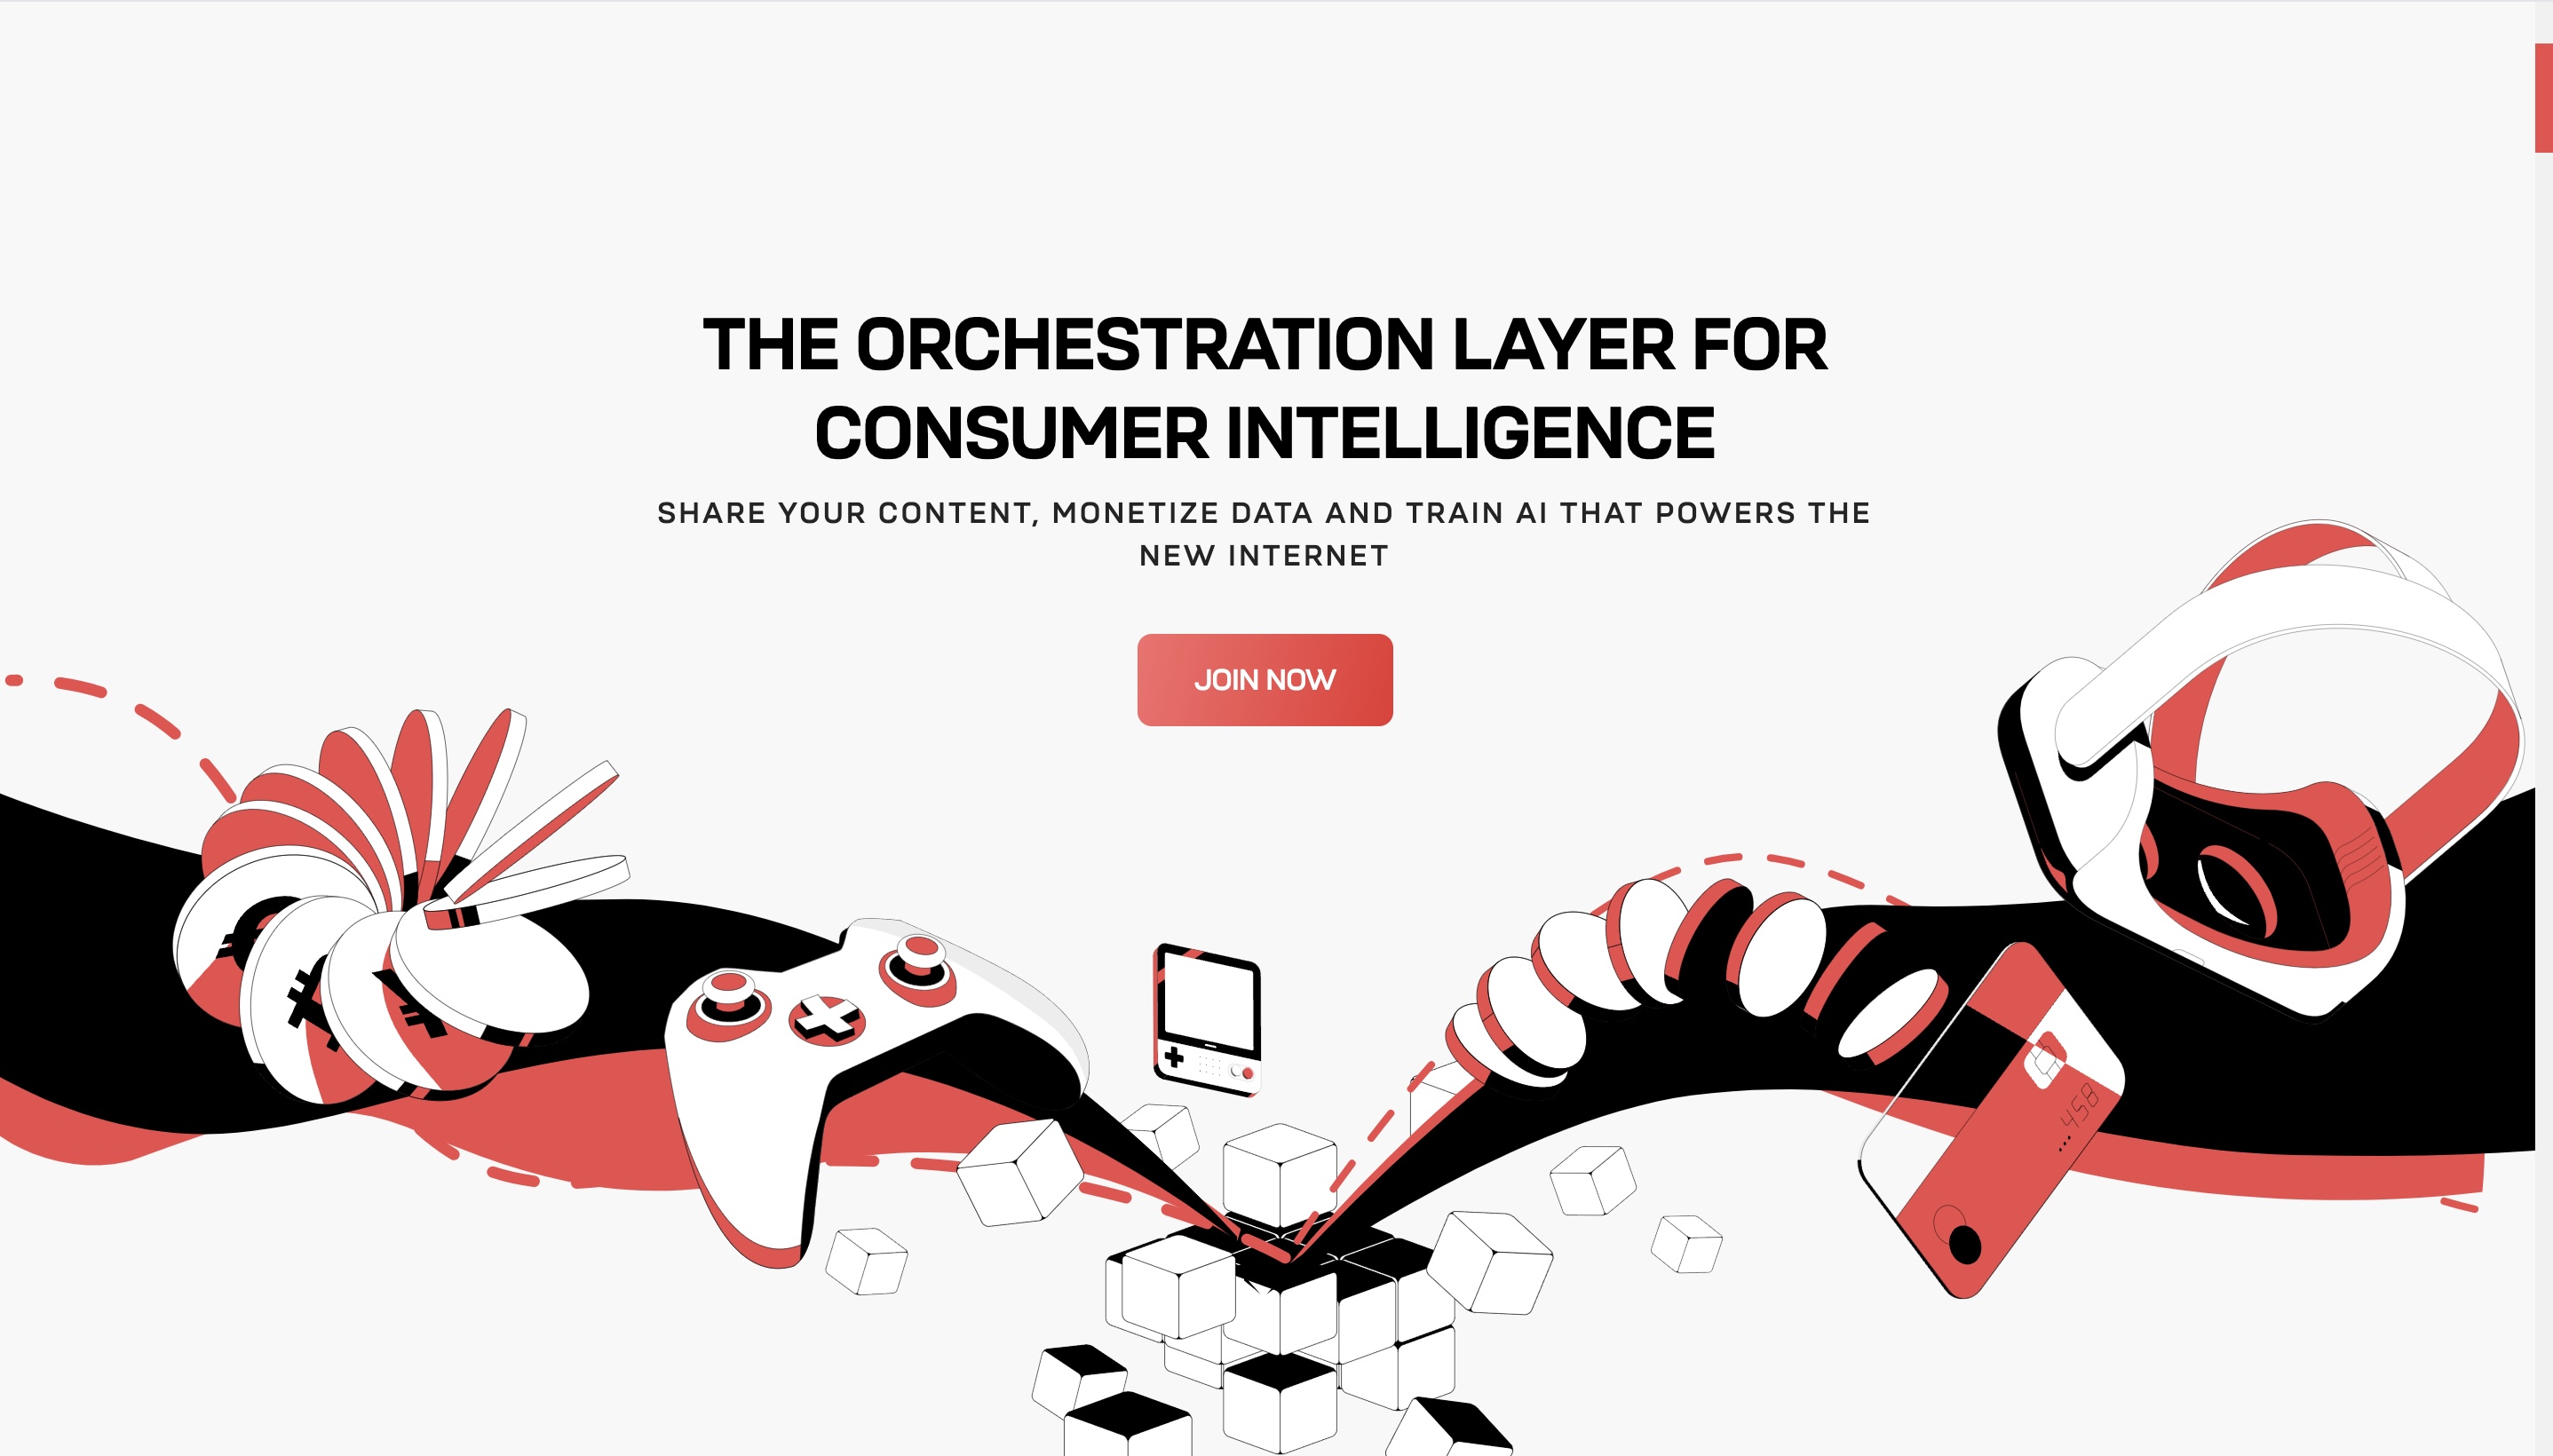 THE ORCHESTRATION LAYER FOR
CONSUMER INTELLIGENCE
SHARE YOUR CONTENT, MONETIZE DATA AND TRAIN AI THAT POWERS THE
NEW INTERNET
JOIN NOW
458